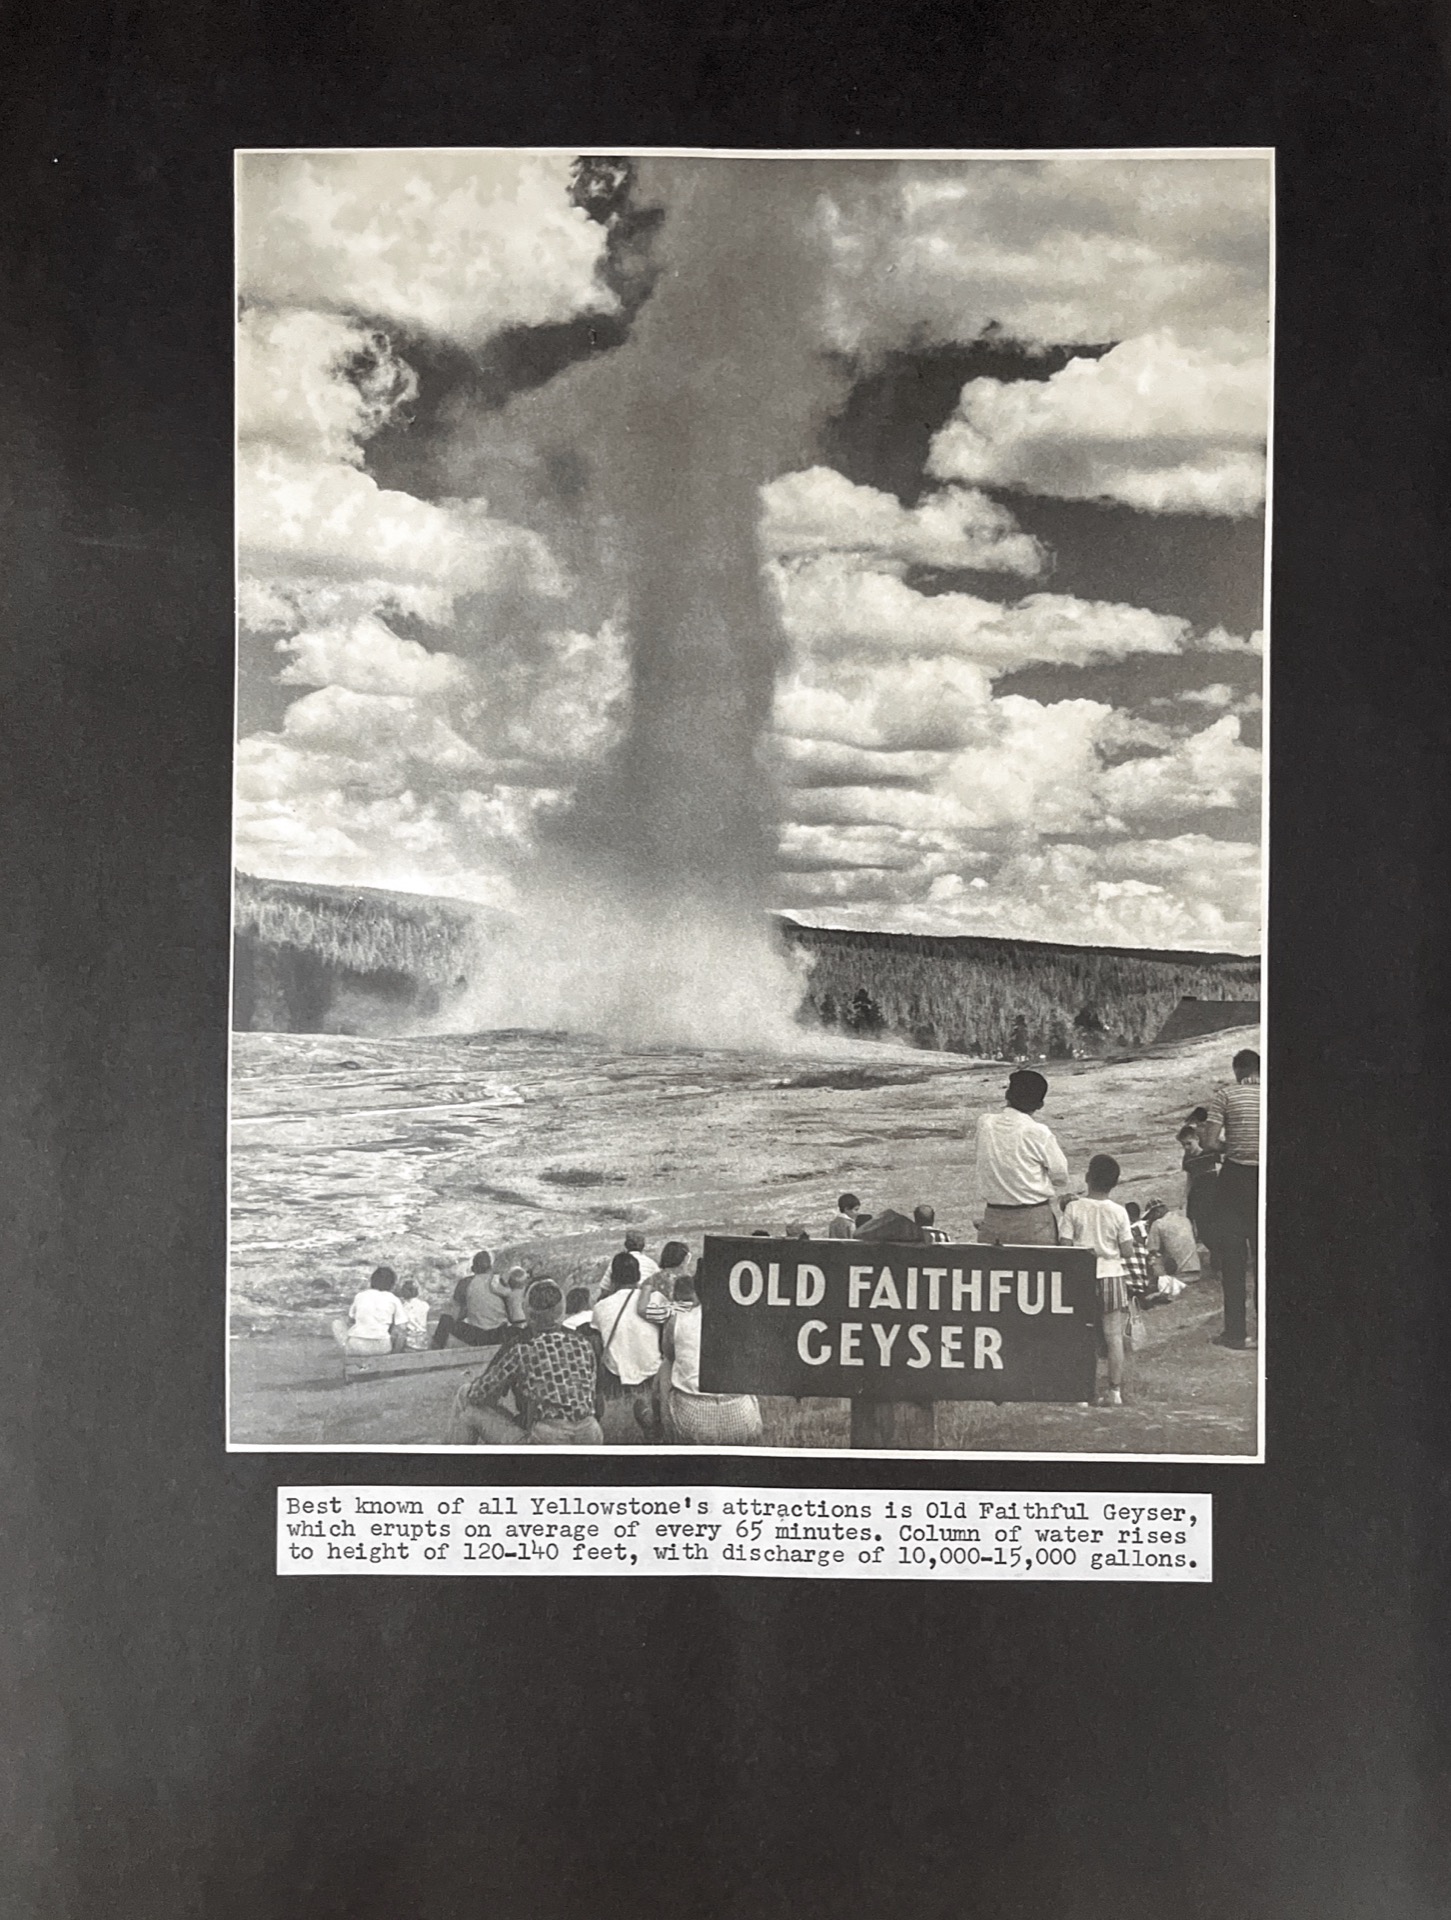 OLD FAITHFUL
GEYSER
Best known of all Yellowstone's attractions is Old Faithful Geyser,
which erupts on average of every 65 minutes. Column of water rises
to height of 120-140 feet, with discharge of 10,000-15,000 gallons.